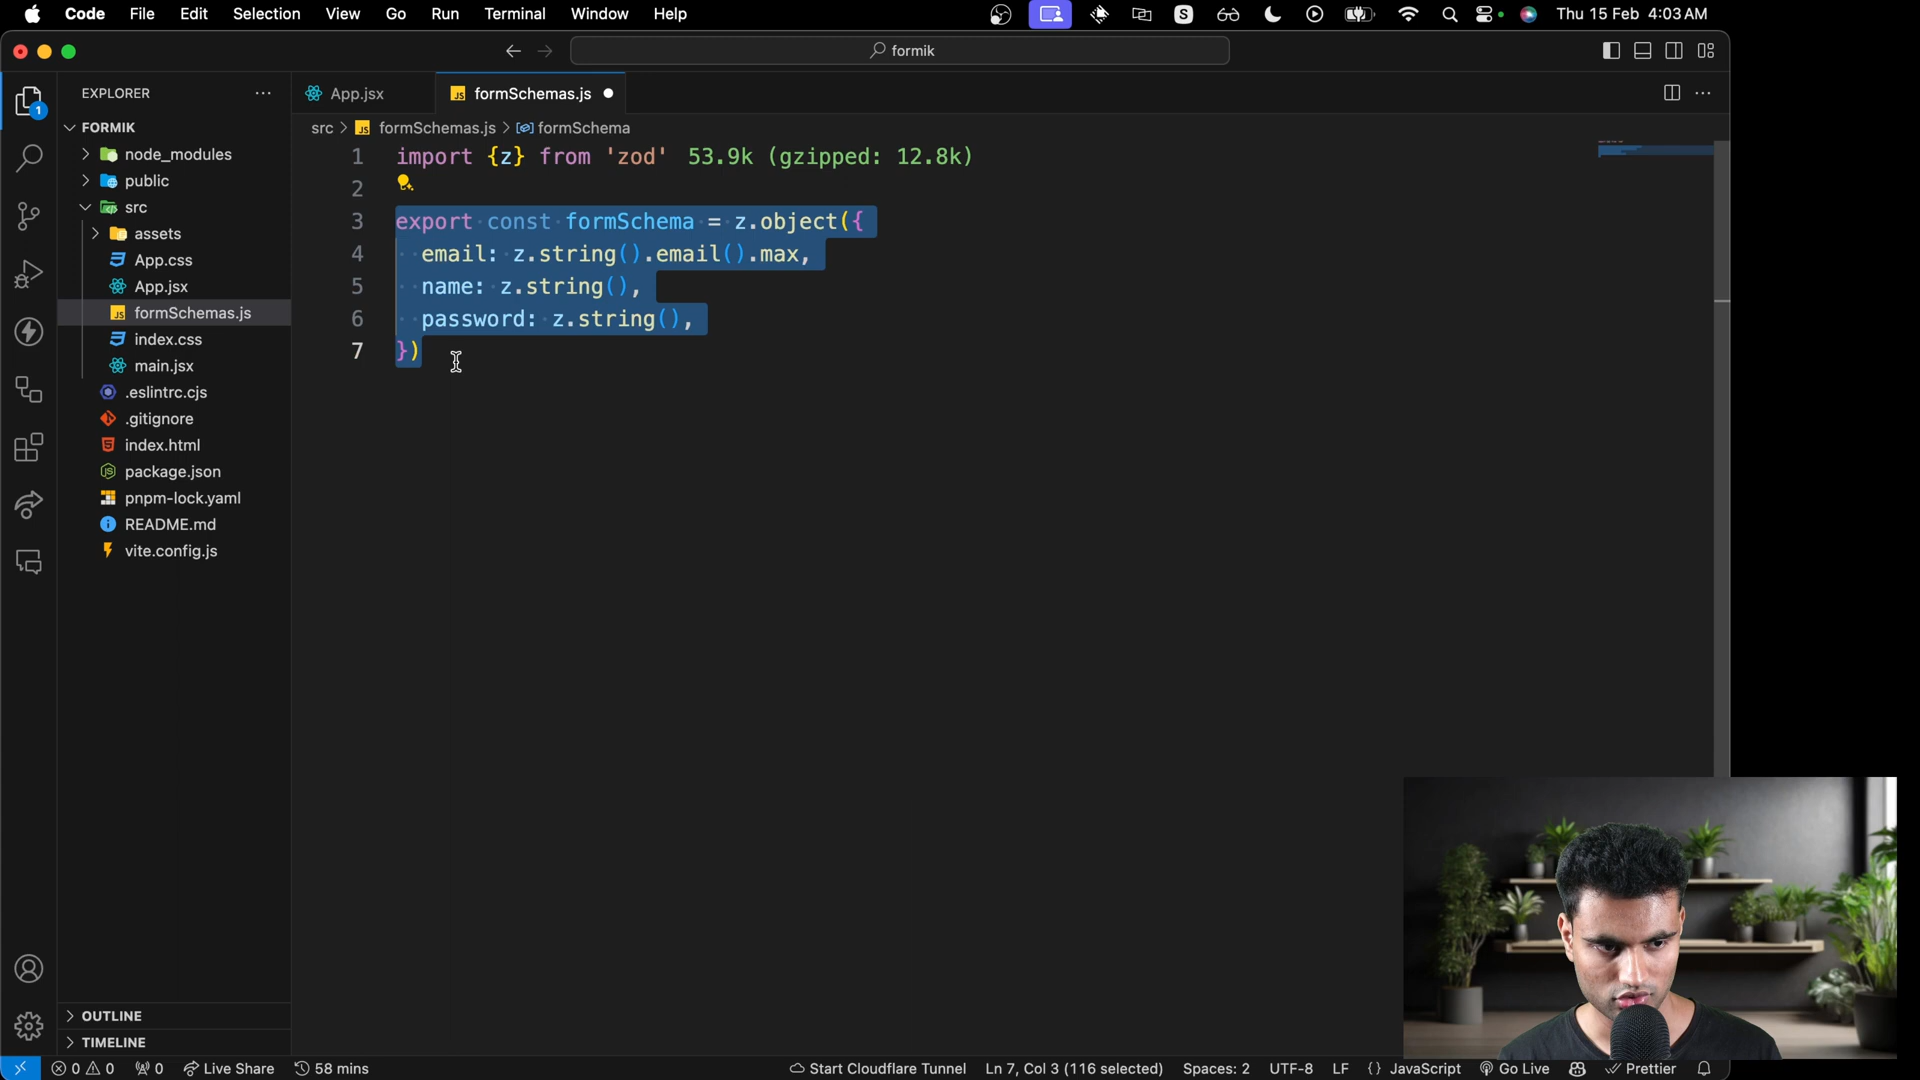 Code File Edit Selection View Go Run Terminal Window Help
S
Thu 15 Feb 4:03 AM
formik
EXPLORER
FORMIK
node_modules
public
src
assets
App.css
App.jsx
formSchemas.js
index.css
main.jsx
.eslintrc.cjs
.gitignore
index.html
package.json
pnpm-lock.yaml
README.md
vite.config.js
OUTLINE
TIMELINE
1
App.jsx
JS formSchemas.js
src > JS formSchemas.js > formSchema
1 import {z} from 'zod' 53.9k (gzipped: 12.8k)
2
3 export const formSchema = z.object({
4 email: z.string().email().max,
5 name: z.string(),
6 password: z.string(),
7 })
0 0 0 Live Share 58 mins Start Cloudflare Tunnel Ln 7, Col 3 (116 selected) Spaces: 2 UTF-8 LF {} JavaScript Go Live Prettier